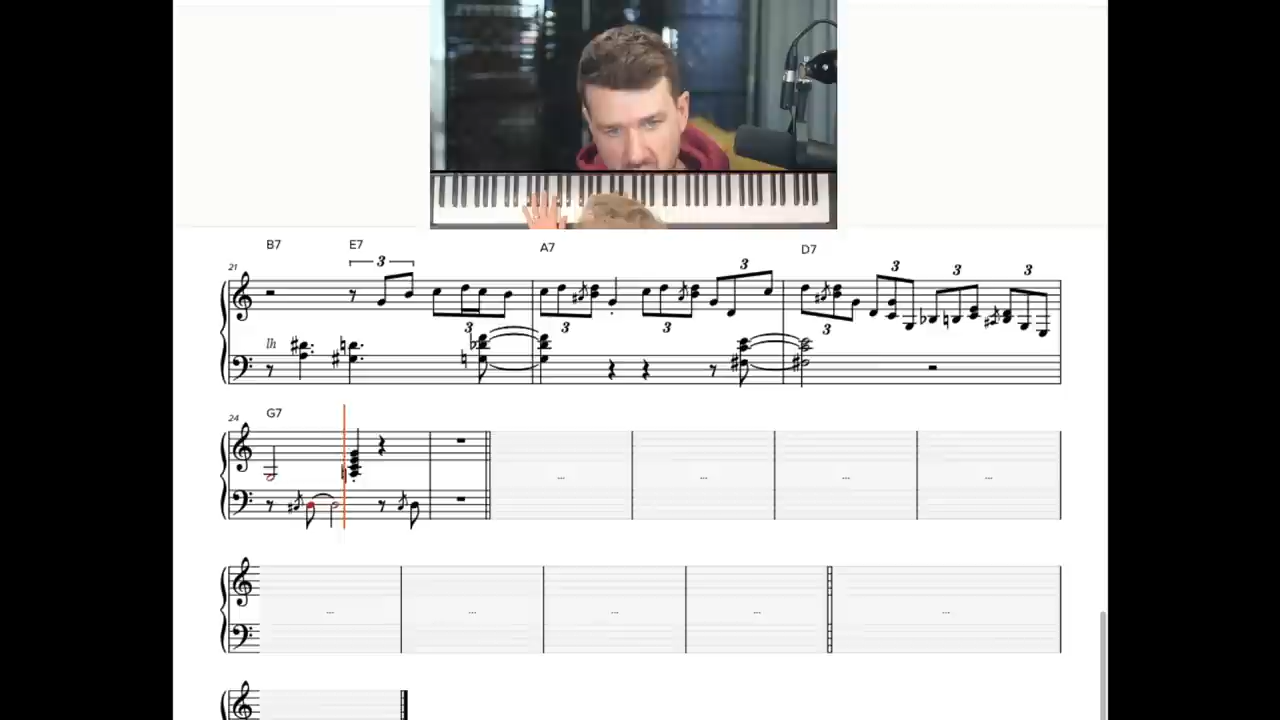 B7 E7 A7 D7
3 3 3 3 3
21
3 3 3 3
lh
24 G7
... ... ... ...
... ... ... ... ...